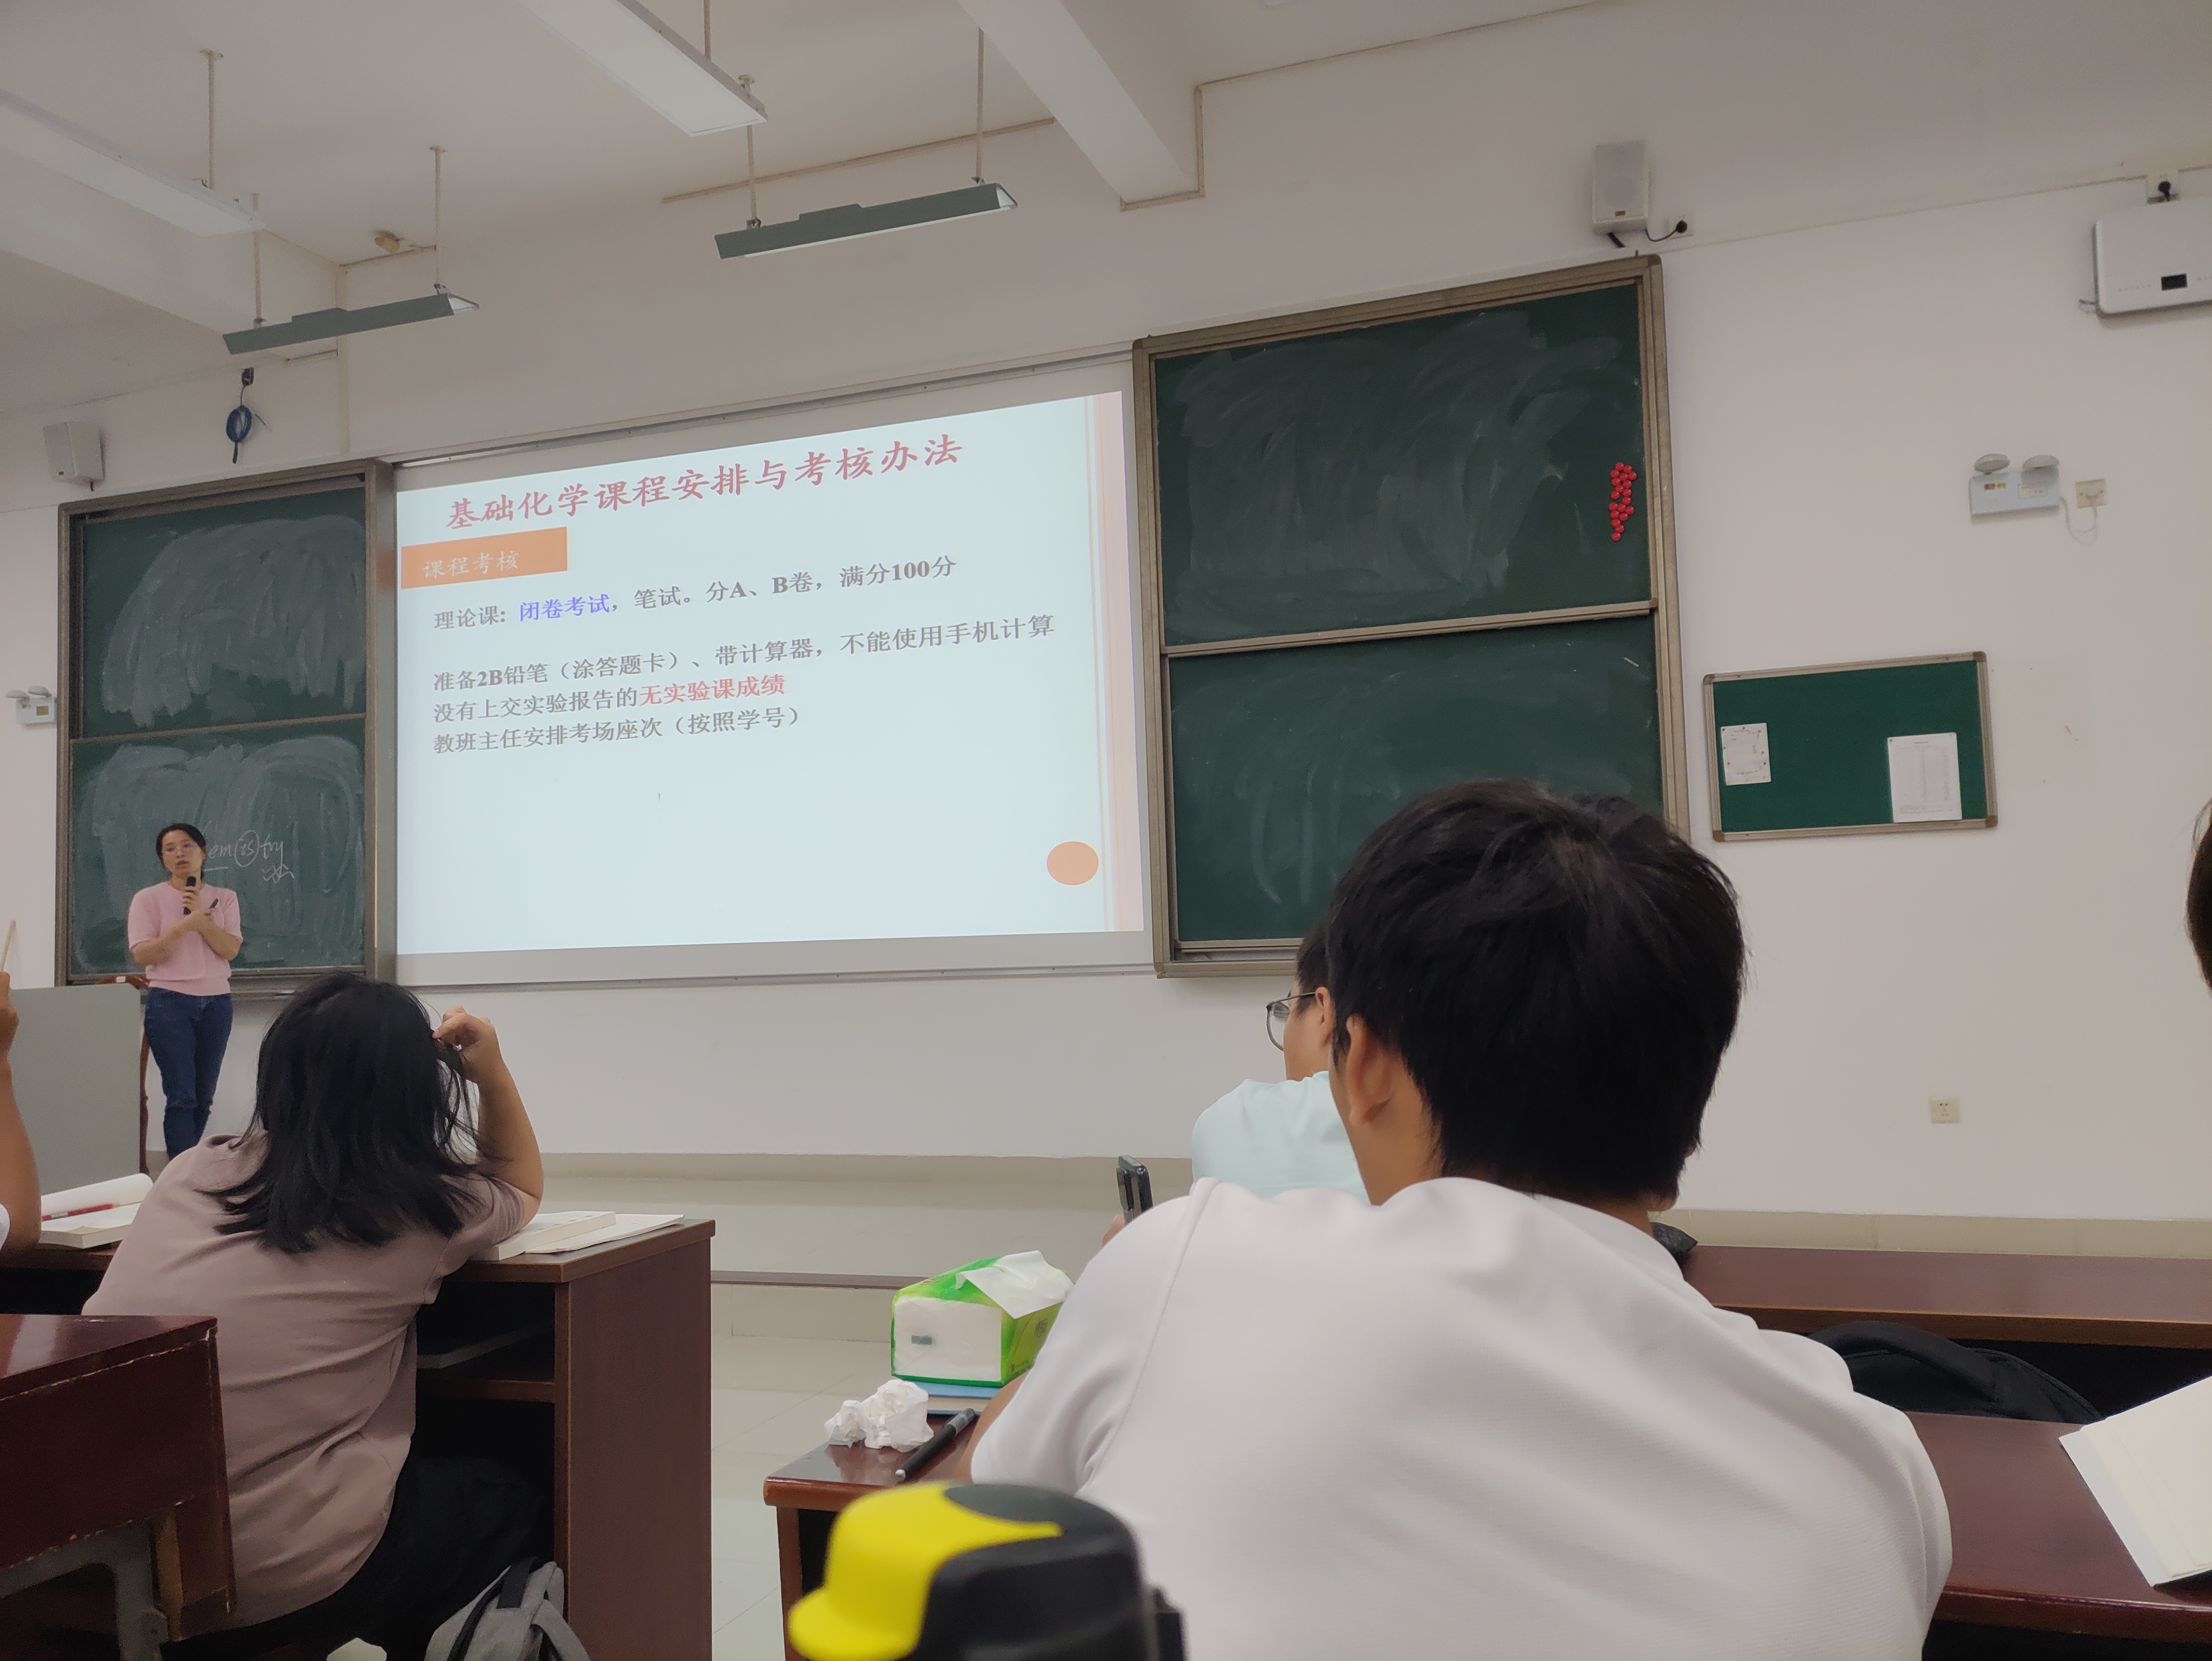 基础化学课程安排与考核办法
课程考核
理论课：闭卷考试，笔试。分A、B卷，满分100分
准备2B铅笔（涂答题卡）、带计算器，不能使用手机计算
没有上交实验报告的无实验课成绩
教班主任安排考场座次（按照学号）
em(is)try